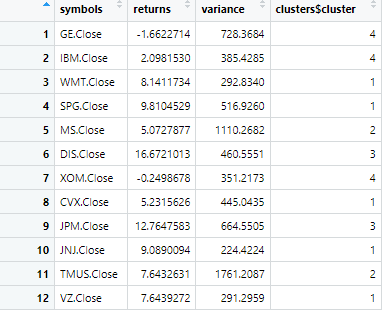 symbols returns variance clusters$cluster
1 GE.Close -1.6622714 728.3684 4
2 IBM.Close 2.0981530 385.4285 4
3 WMT.Close 8.1411734 292.8340 1
4 SPG.Close 9.8104529 516.9260 1
5 MS.Close 5.0727877 1110.2682 2
6 DIS.Close 16.6721013 460.5551 3
7 XOM.Close -0.2498678 351.2173 4
8 CVX.Close 5.2315626 445.0435 1
9 JPM.Close 12.7647583 664.5505 3
10 JNJ.Close 9.0890094 224.4224 1
11 TMUS.Close 7.6432631 1761.2087 2
12 VZ.Close 7.6439272 291.2959 1